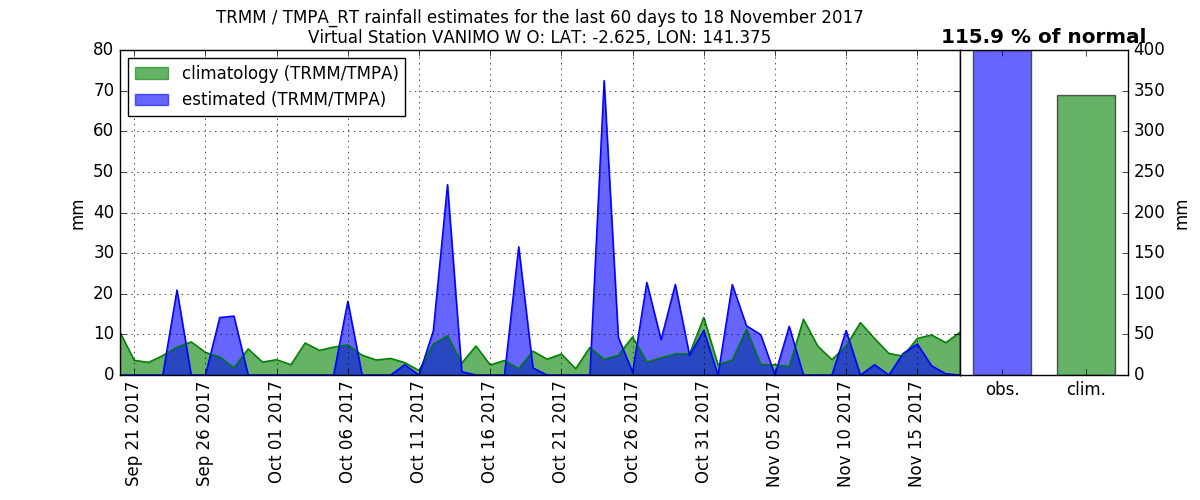 TRMM / TMPA_RT rainfall estimates for the last 60 days to 18 November 2017
Virtual Station VANIMO W O: LAT: -2.625, LON: 141.375
115.9 % of normal
climatology (TRMM/TMPA)
estimated (TRMM/TMPA)
80
70
60
50
40
30
20
10
0
mm
400
350
300
250
200
150
100
50
0
mm
Sep 21 2017
Sep 26 2017
Oct 01 2017
Oct 06 2017
Oct 11 2017
Oct 16 2017
Oct 21 2017
Oct 26 2017
Oct 31 2017
Nov 05 2017
Nov 10 2017
Nov 15 2017
obs.
clim.